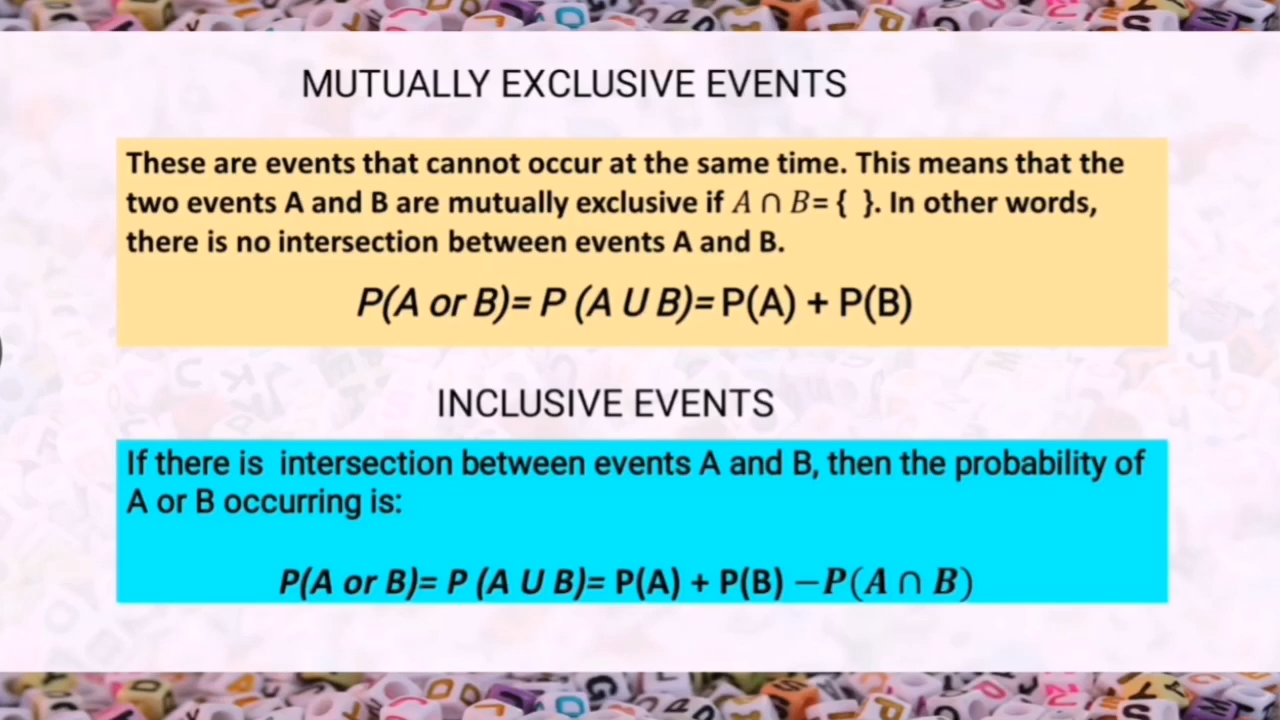 MUTUALLY EXCLUSIVE EVENTS
These are events that cannot occur at the same time. This means that the
two events A and B are mutually exclusive if A ∩ B= { }. In other words,
there is no intersection between events A and B.
P(A or B)= P (A U B)= P(A) + P(B)
INCLUSIVE EVENTS
If there is intersection between events A and B, then the probability of
A or B occurring is:
P(A or B)= P (A U B)= P(A) + P(B) −P(A ∩ B)